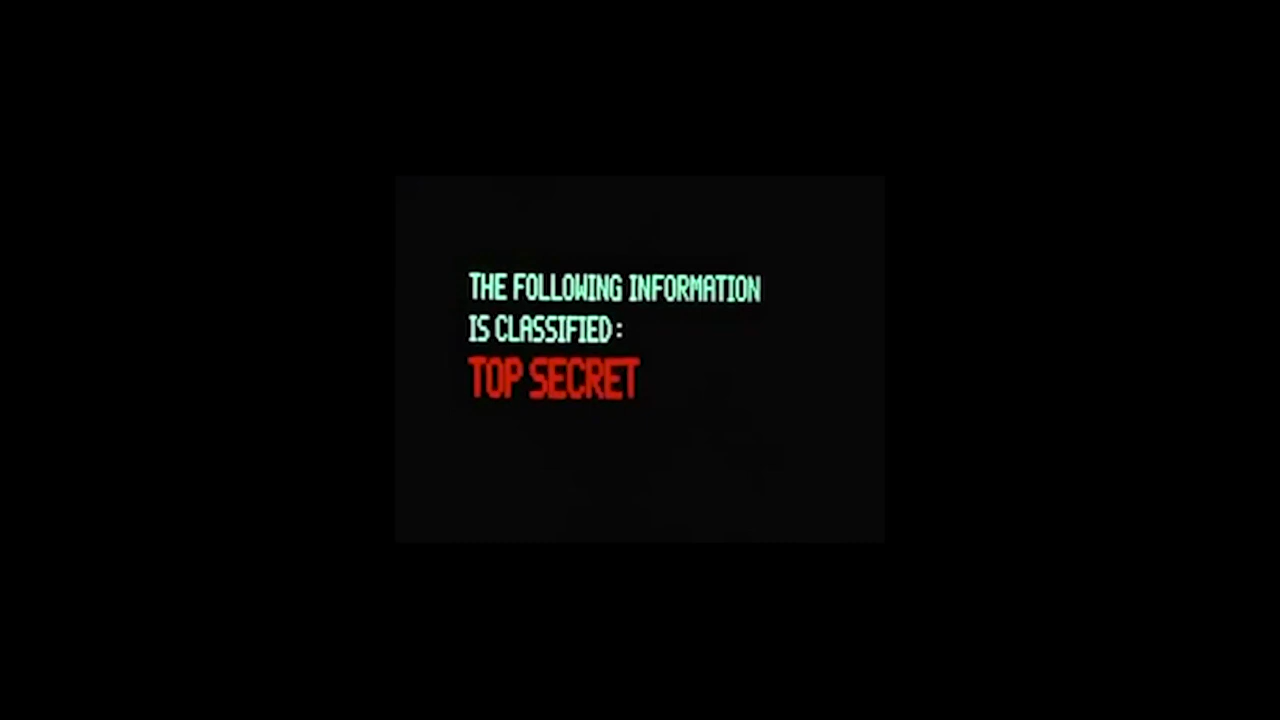 THE FOLLOWING INFORMATION
IS CLASSIFIED:
TOP SECRET